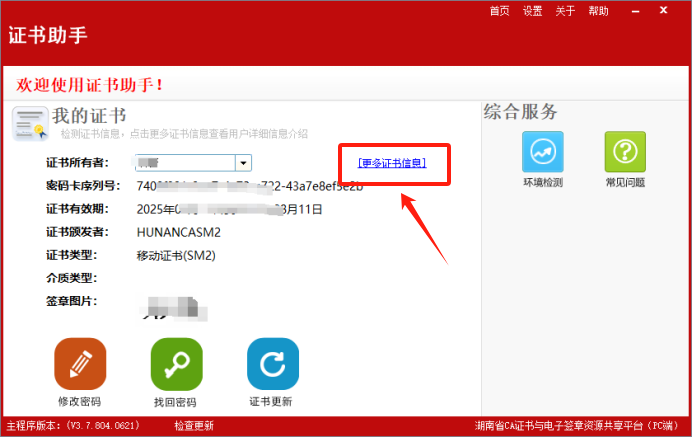 首页 设置 关于 帮助
证书助手
欢迎使用证书助手!
我的证书
检测证书信息，点击更多证书信息查看用户详细信息介绍
证书所有者：
[更多证书信息]
密码卡序列号： 740 722-43a7e8ef5e2b
证书有效期： 2025年0 3月11日
证书颁发者： HUNANCASM2
证书类型： 移动证书(SM2)
介质类型：
签章图片：
修改密码 找回密码 证书更新
综合服务
环境检测 常见问题
主程序版本：(V3.7.804.0621) 检查更新 湖南省CA证书与电子签章资源共享平台（PC端）